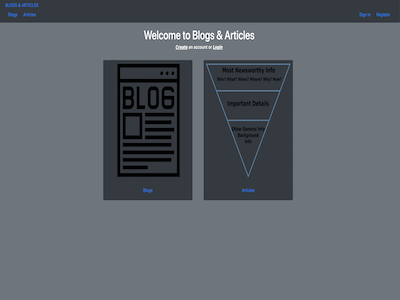 BLOGS & ARTICLES
Blogs Articles Sign in Register
Welcome to Blogs & Articles
Create an account or Login
BLOG
Most Newsworthy Info
Who? What? When? Where? Why? How?
Important Details
Other General Info
Background
Info
Blogs
Articles